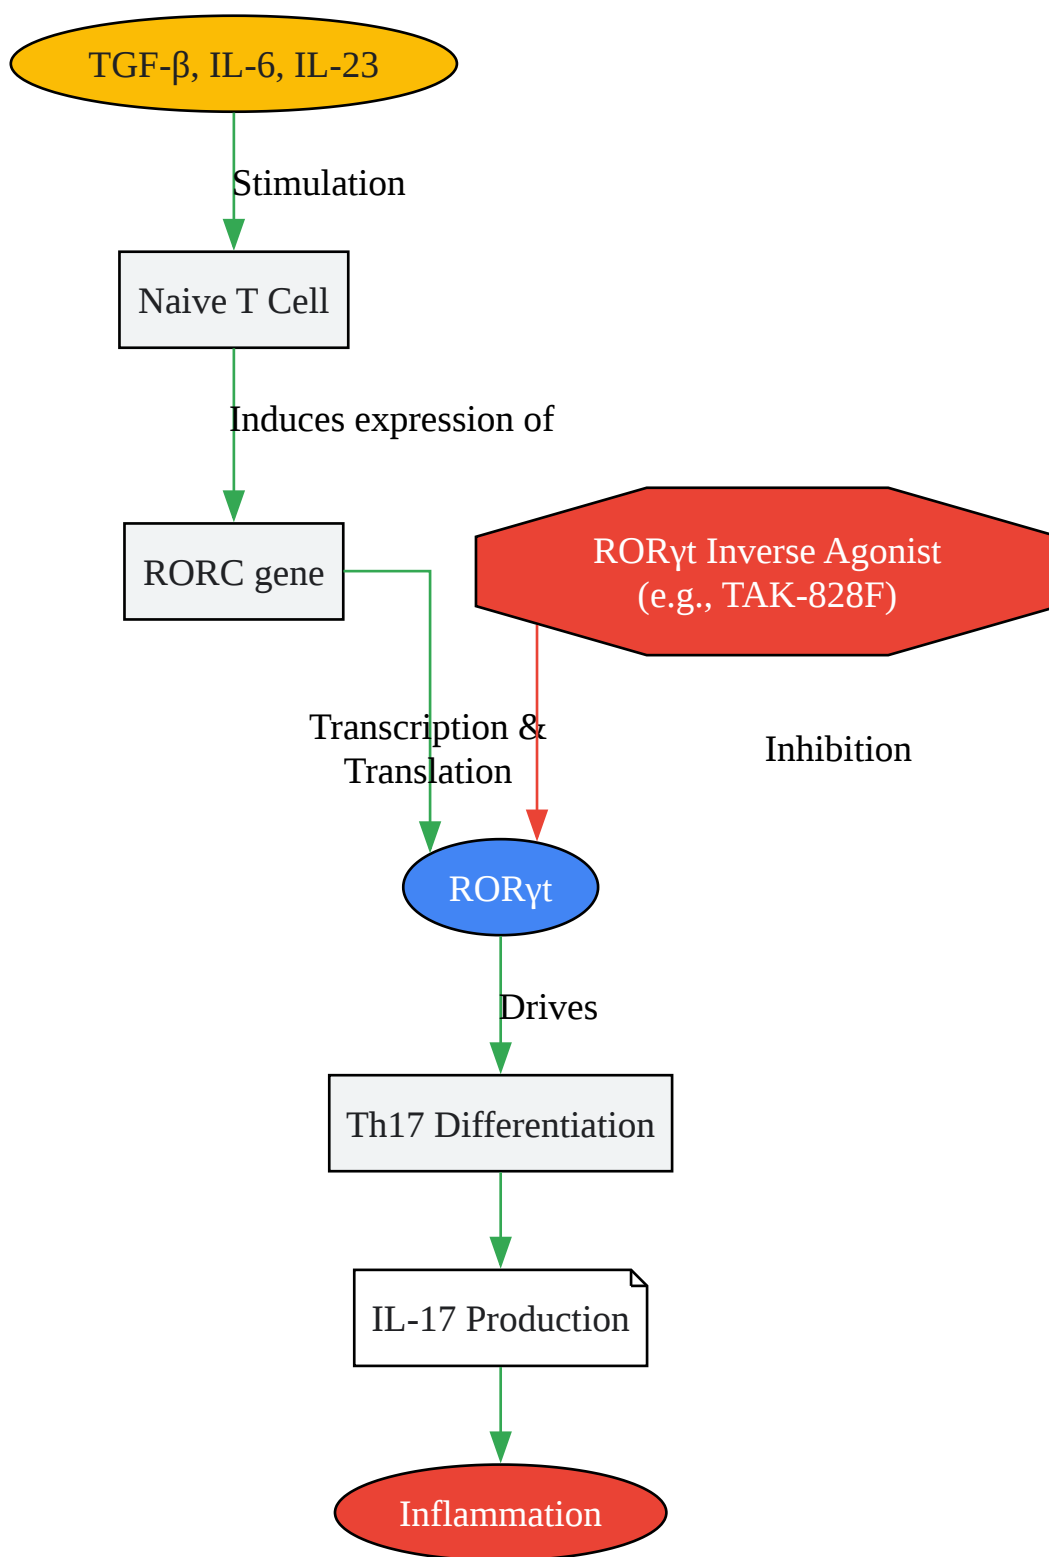 TGF-β, IL-6, IL-23
Stimulation
Naive T Cell
Induces expression of
RORC gene
RORγt Inverse Agonist
(e.g., TAK-828F)
Transcription &
Translation
Inhibition
RORγt
Drives
Th17 Differentiation
IL-17 Production
Inflammation